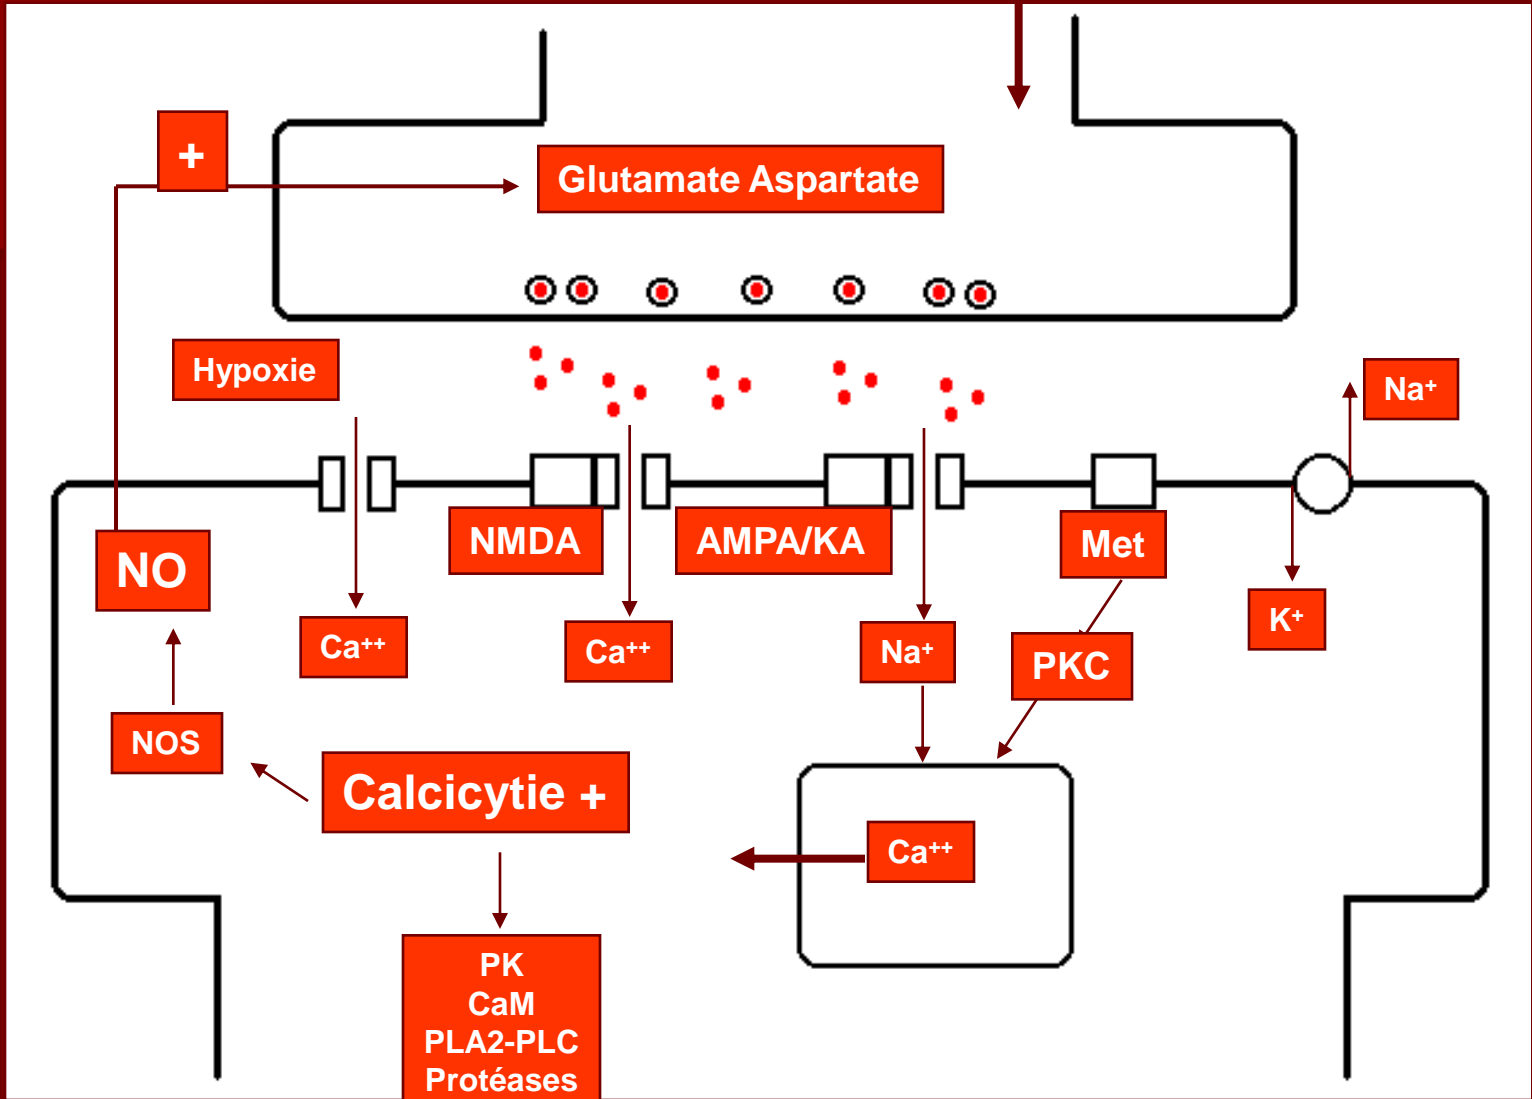 +
Glutamate Aspartate
Hypoxie
Na⁺
NMDA
AMPA/KA
Met
NO
K⁺
Ca⁺⁺
Ca⁺⁺
Na⁺
PKC
NOS
Calcicytie +
Ca⁺⁺
PK
CaM
PLA2-PLC
Protéases